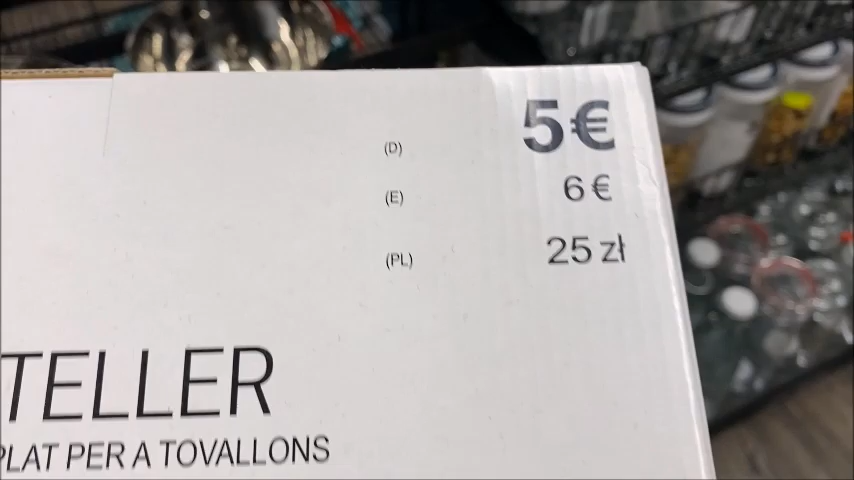 (D) 5€
(E) 6€
(PL) 25 zł
TELLER
PLAT PER A TOVALLONS